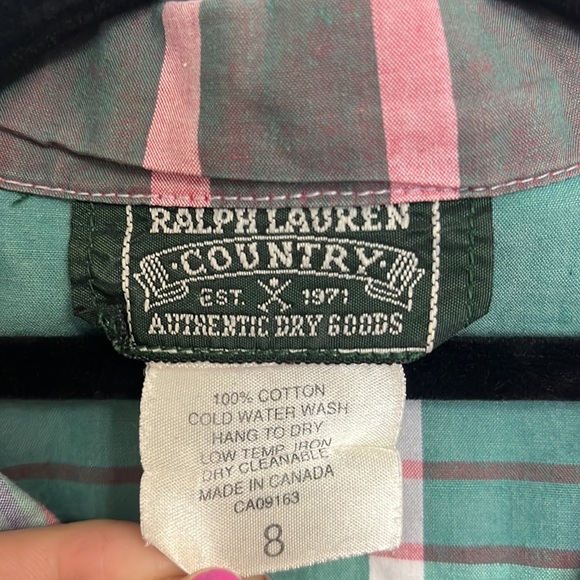 RALPH LAUREN
COUNTRY
EST. 1971
AUTHENTIC DRY GOODS
100% COTTON
COLD WATER WASH
HANG TO DRY
LOW TEMP. IRON
DRY CLEANABLE
MADE IN CANADA
CA09163
8